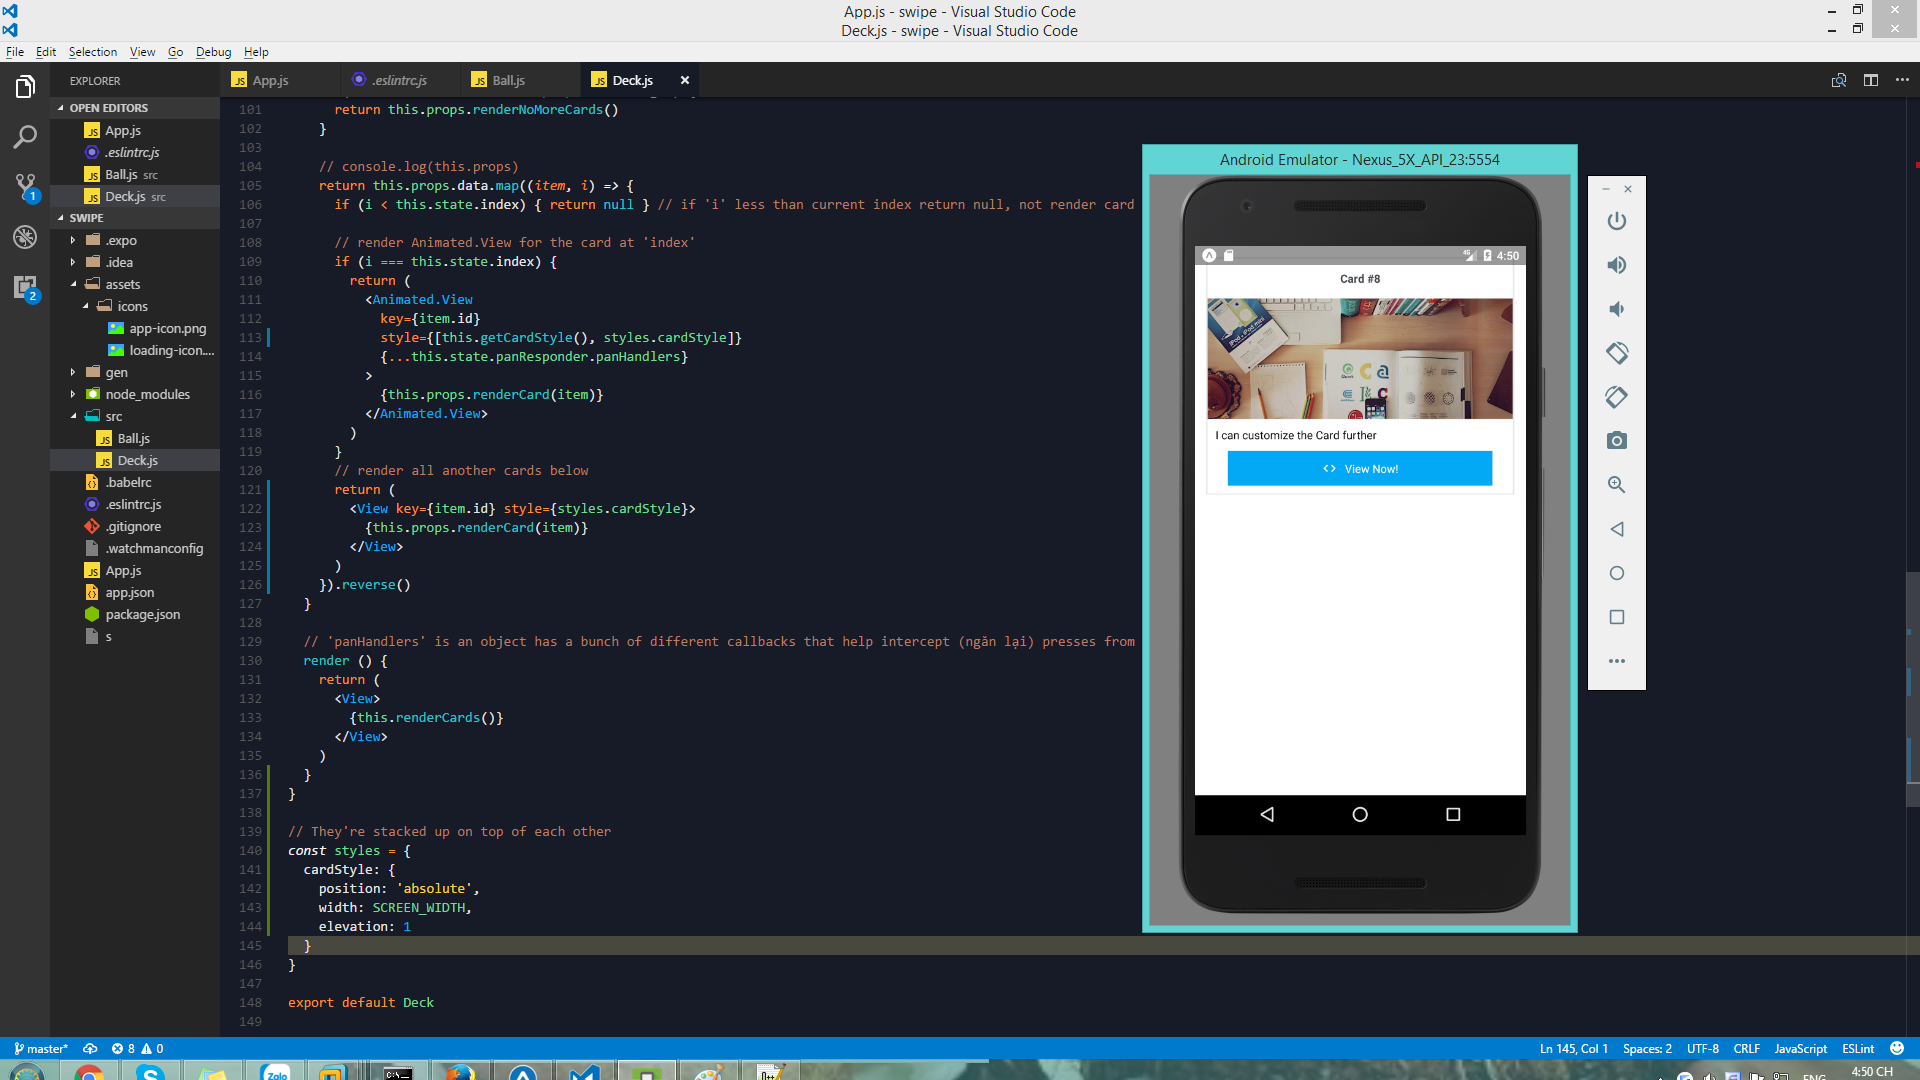 App.js - swipe - Visual Studio Code
Deck.js - swipe - Visual Studio Code
File Edit Selection View Go Debug Help
EXPLORER
OPEN EDITORS
App.js
.eslintrc.js
Ball.js src
Deck.js src
SWIPE
.expo
.idea
assets
icons
app-icon.png
loading-icon....
gen
node_modules
src
Ball.js
Deck.js
.babelrc
.eslintrc.js
.gitignore
.watchmanconfig
App.js
app.json
package.json
s
1
2
App.js .eslintrc.js Ball.js Deck.js
101 return this.props.renderNoMoreCards()
102 }
103
104 // console.log(this.props)
105 return this.props.data.map((item, i) => {
106 if (i < this.state.index) { return null } // if 'i' less than current index return null, not render card
107
108 // render Animated.View for the card at 'index'
109 if (i === this.state.index) {
110 return (
111 <Animated.View
112 key={item.id}
113 style={[this.getCardStyle(), styles.cardStyle]}
114 {...this.state.panResponder.panHandlers}
115 >
116 {this.props.renderCard(item)}
117 </Animated.View>
118 )
119 }
120 // render all another cards below
121 return (
122 <View key={item.id} style={styles.cardStyle}>
123 {this.props.renderCard(item)}
124 </View>
125 )
126 }).reverse()
127 }
128
129 // 'panHandlers' is an object has a bunch of different callbacks that help intercept (ngăn lại) presses from
130 render () {
131 return (
132 <View>
133 {this.renderCards()}
134 </View>
135 )
136 }
137 }
138
139 // They're stacked up on top of each other
140 const styles = {
141 cardStyle: {
142 position: 'absolute',
143 width: SCREEN_WIDTH,
144 elevation: 1
145 }
146 }
147
148 export default Deck
149
Android Emulator - Nexus_5X_API_23:5554
4:50
Card #8
I can customize the Card further
<> View Now!
master* 8 0
Ln 145, Col 1 Spaces: 2 UTF-8 CRLF JavaScript ESLint
Zalo
ENG
4:50 CH